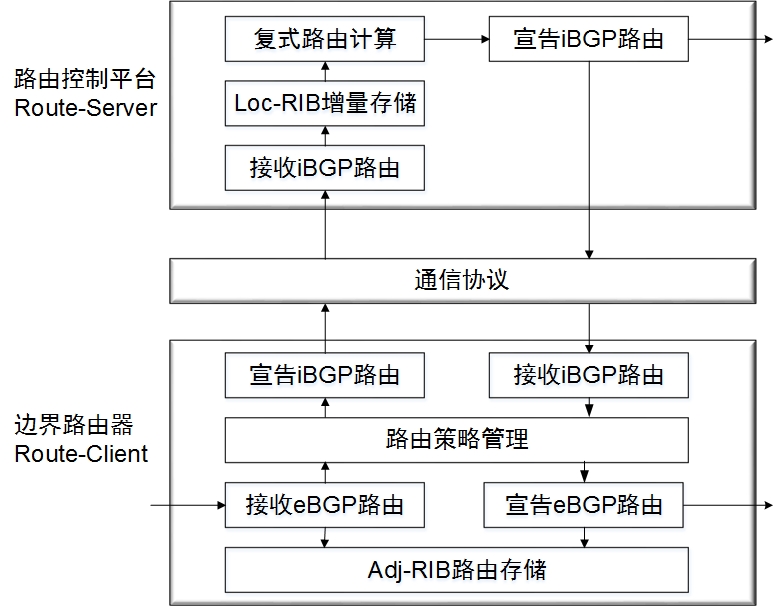 复式路由计算
宣告iBGP路由
路由控制平台
Route-Server
Loc-RIB增量存储
接收iBGP路由
通信协议
宣告iBGP路由
接收iBGP路由
边界路由器
Route-Client
路由策略管理
接收eBGP路由
宣告eBGP路由
Adj-RIB路由存储